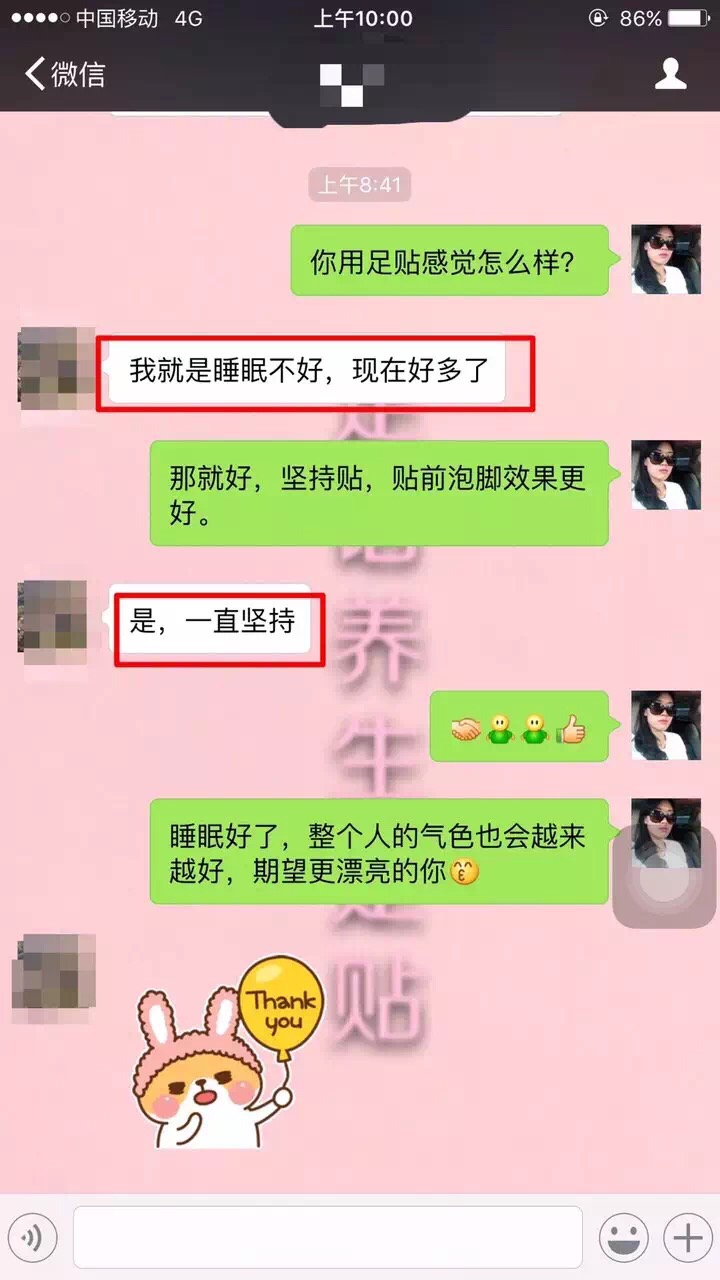 中国移动 4G 上午10:00 86%
微信
上午8:41
你用足贴感觉怎么样？
我就是睡眠不好，现在好多了
那就好，坚持贴，贴前泡脚效果更
好。
是，一直坚持
睡眠好了，整个人的气色也会越来
越好，期望更漂亮的你
Thank
you
养
生
足
贴